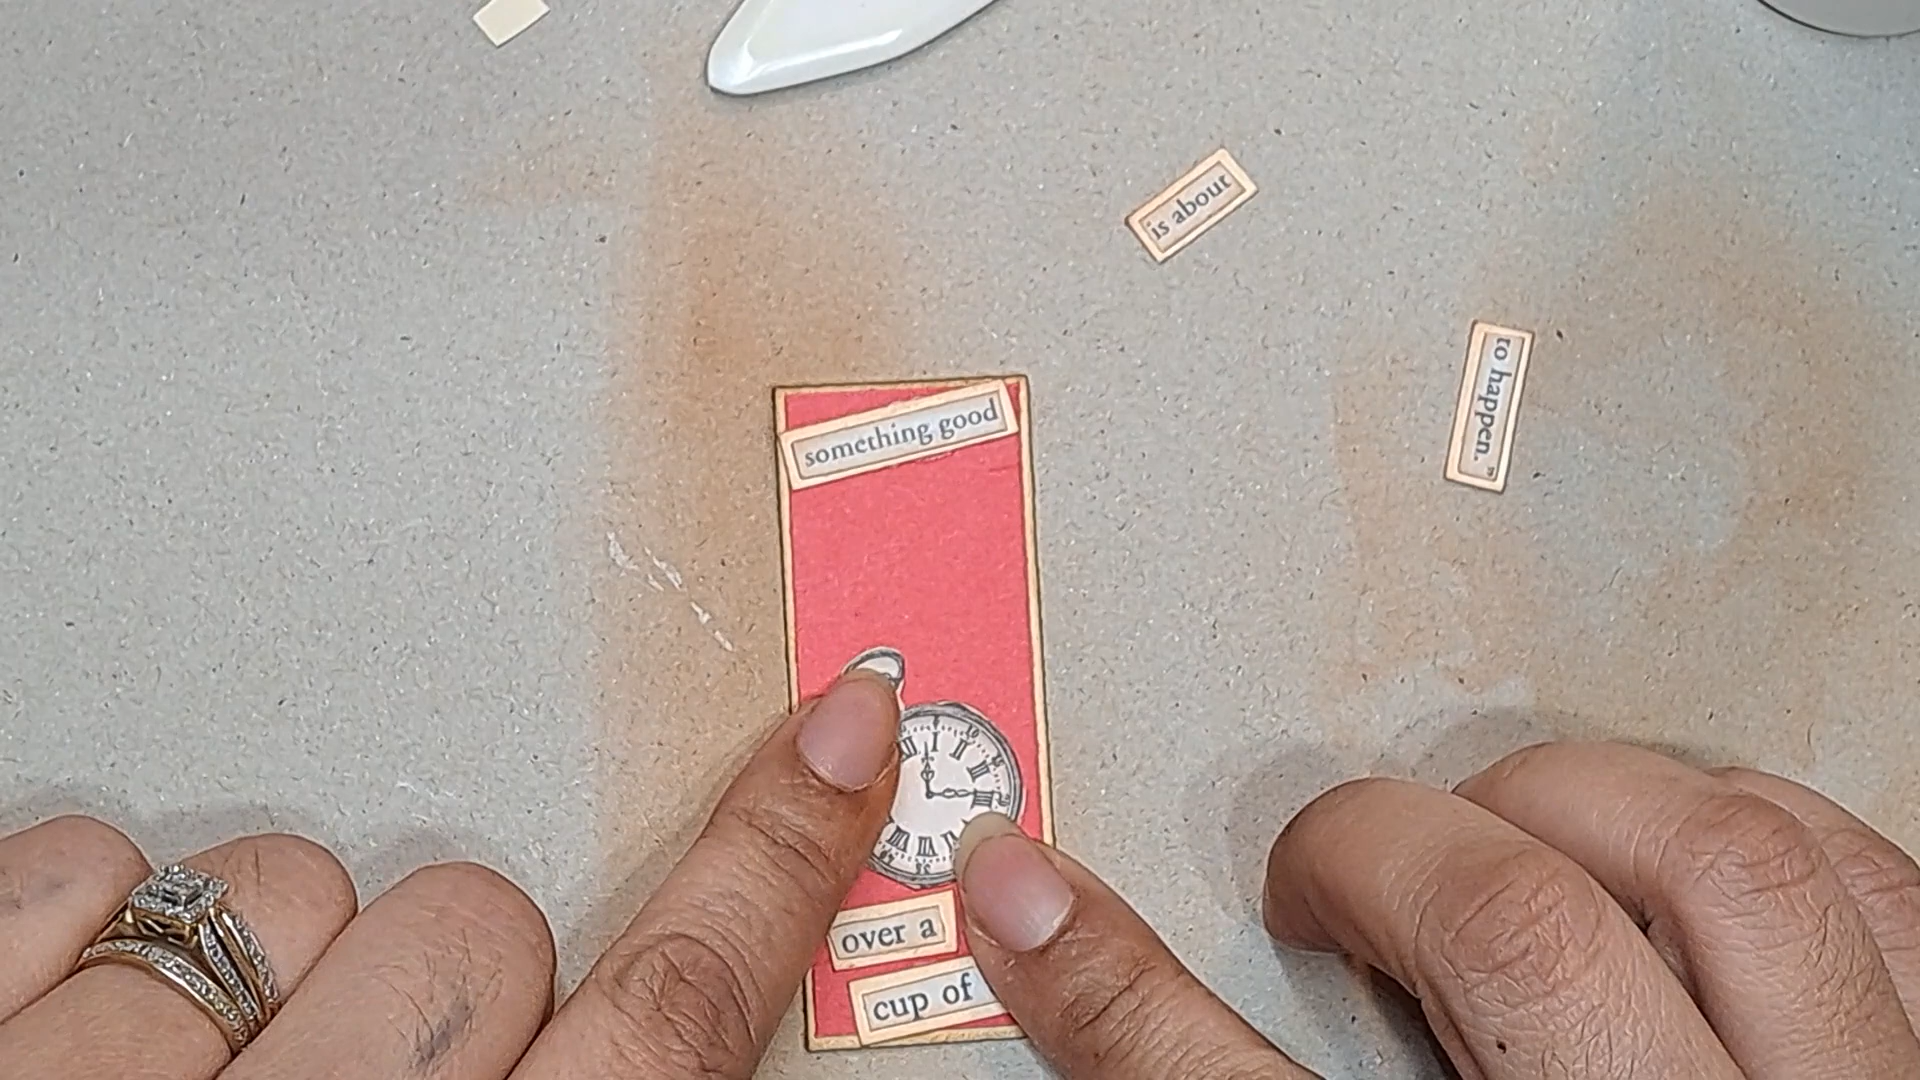 is about
to happen."
something good
over a
cup of